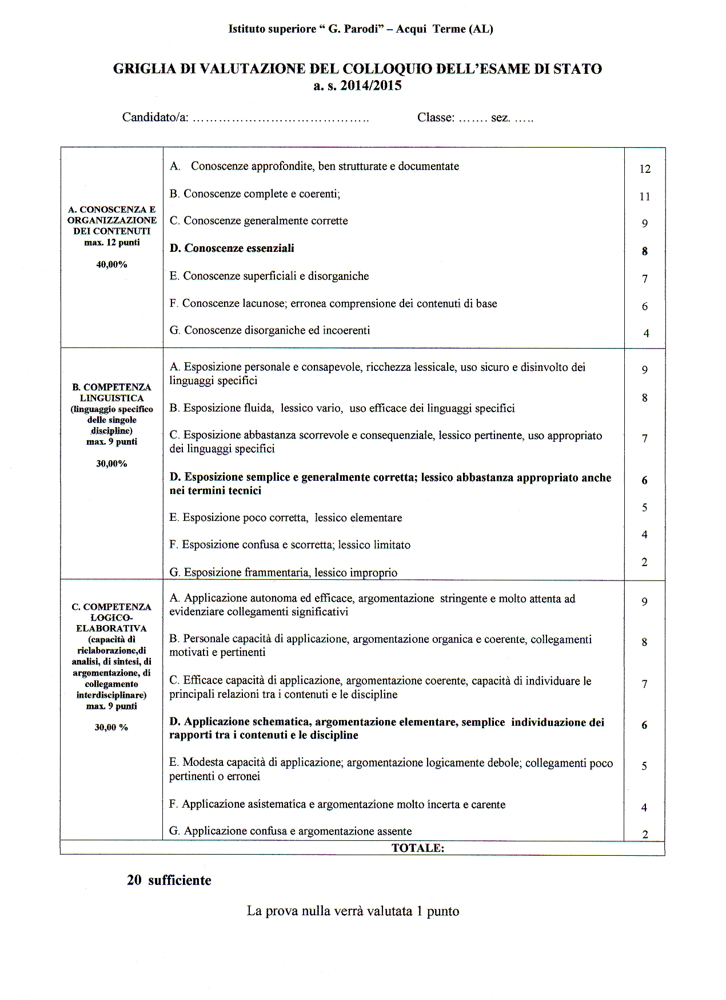 Istituto superiore “ G. Parodi” – Acqui Terme (AL)
GRIGLIA DI VALUTAZIONE DEL COLLOQUIO DELL’ESAME DI STATO
a. s. 2014/2015
Candidato/a: ………………………………….. Classe: ……. sez. …..
A. CONOSCENZA E
ORGANIZZAZIONE
DEI CONTENUTI
max. 12 punti
40,00%
A. Conoscenze approfondite, ben strutturate e documentate 12
B. Conoscenze complete e coerenti; 11
C. Conoscenze generalmente corrette 9
D. Conoscenze essenziali 8
E. Conoscenze superficiali e disorganiche 7
F. Conoscenze lacunose; erronea comprensione dei contenuti di base 6
G. Conoscenze disorganiche ed incoerenti 4
B. COMPETENZA
LINGUISTICA
(linguaggio specifico
delle singole
discipline)
max. 9 punti
30,00%
A. Esposizione personale e consapevole, ricchezza lessicale, uso sicuro e disinvolto dei 9
linguaggi specifici
B. Esposizione fluida, lessico vario, uso efficace dei linguaggi specifici 8
C. Esposizione abbastanza scorrevole e consequenziale, lessico pertinente, uso appropriato 7
dei linguaggi specifici
D. Esposizione semplice e generalmente corretta; lessico abbastanza appropriato anche 6
nei termini tecnici
E. Esposizione poco corretta, lessico elementare 5
F. Esposizione confusa e scorretta; lessico limitato 4
G. Esposizione frammentaria, lessico improprio 2
C. COMPETENZA
LOGICO-
ELABORATIVA
(capacità di
rielaborazione,di
analisi, di sintesi, di
argomentazione, di
collegamento
interdisciplinare)
max. 9 punti
30,00 %
A. Applicazione autonoma ed efficace, argomentazione stringente e molto attenta ad 9
evidenziare collegamenti significativi
B. Personale capacità di applicazione, argomentazione organica e coerente, collegamenti 8
motivati e pertinenti
C. Efficace capacità di applicazione, argomentazione coerente, capacità di individuare le 7
principali relazioni tra i contenuti e le discipline
D. Applicazione schematica, argomentazione elementare, semplice individuazione dei 6
rapporti tra i contenuti e le discipline
E. Modesta capacità di applicazione; argomentazione logicamente debole; collegamenti poco 5
pertinenti o erronei
F. Applicazione asistematica e argomentazione molto incerta e carente 4
G. Applicazione confusa e argomentazione assente 2
TOTALE:
20 sufficiente
La prova nulla verrà valutata 1 punto